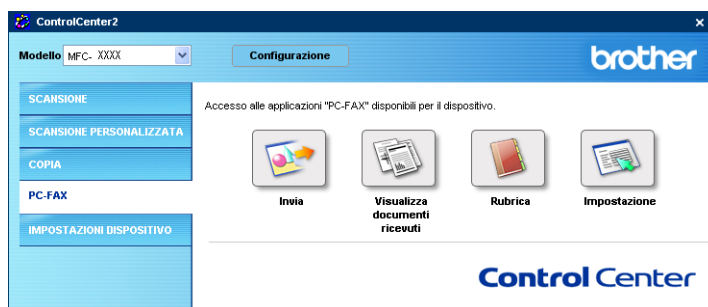 ControlCenter2
Modello MFC- XXXX
Configurazione
brother
SCANSIONE
SCANSIONE PERSONALIZZATA
COPIA
PC-FAX
IMPOSTAZIONI DISPOSITIVO
Accesso alle applicazioni "PC-FAX" disponibili per il dispositivo.
Invia
Visualizza
documenti
ricevuti
Rubrica
Impostazione
Control Center